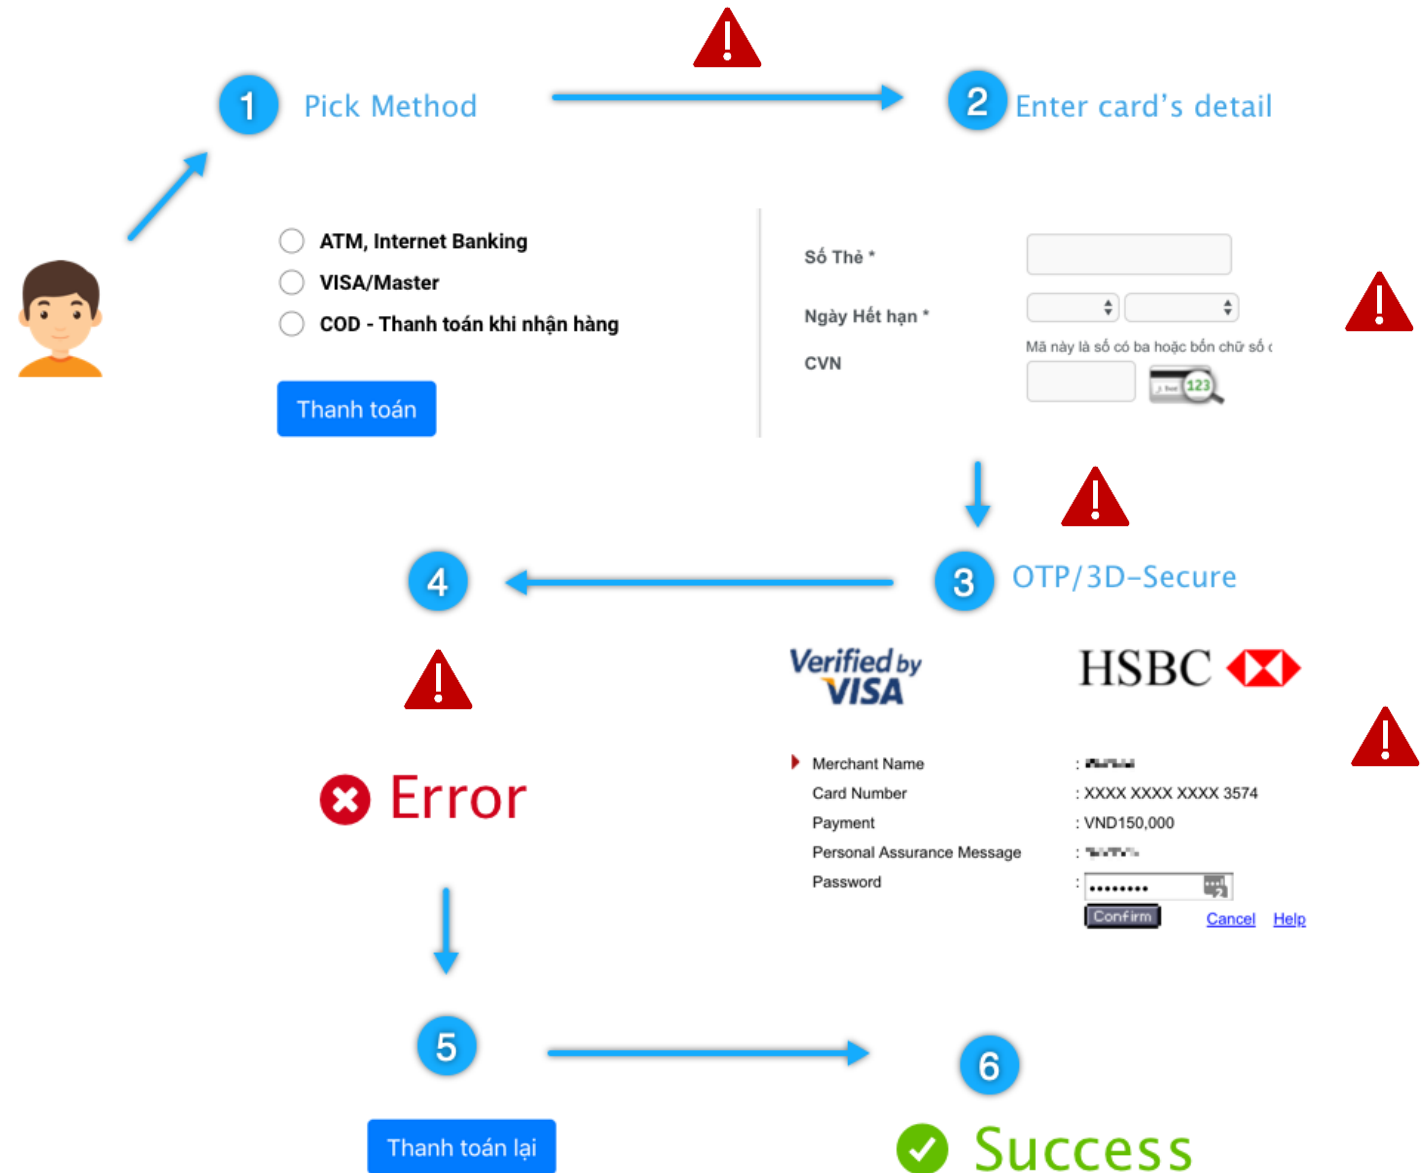 1 Pick Method
2 Enter card's detail
ATM, Internet Banking
VISA/Master
COD - Thanh toán khi nhận hàng
Thanh toán
Số Thẻ *
Ngày Hết hạn *
Mã này là số có ba hoặc bốn chữ số
CVN
123
4
3 OTP/3D-Secure
Verified by
VISA
HSBC
Error
Merchant Name :
Card Number : XXXX XXXX XXXX 3574
Payment : VND150,000
Personal Assurance Message :
Password :
Confirm Cancel Help
5
6
Thanh toán lại
Success